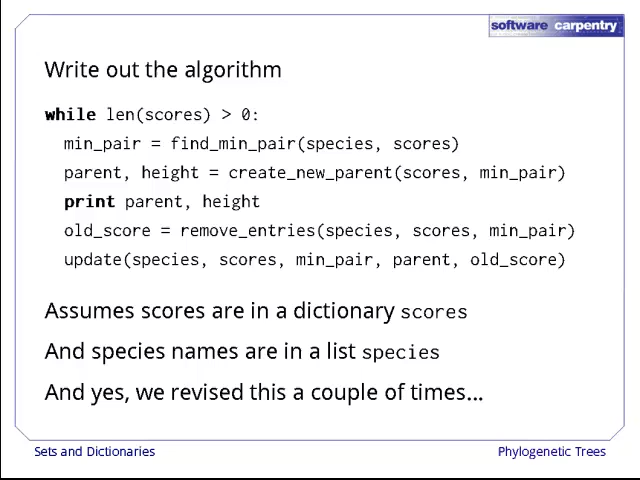 software carpentry
Write out the algorithm
while len(scores) > 0:
  min_pair = find_min_pair(species, scores)
  parent, height = create_new_parent(scores, min_pair)
  print parent, height
  old_score = remove_entries(species, scores, min_pair)
  update(species, scores, min_pair, parent, old_score)
Assumes scores are in a dictionary scores
And species names are in a list species
And yes, we revised this a couple of times...
Sets and Dictionaries
Phylogenetic Trees